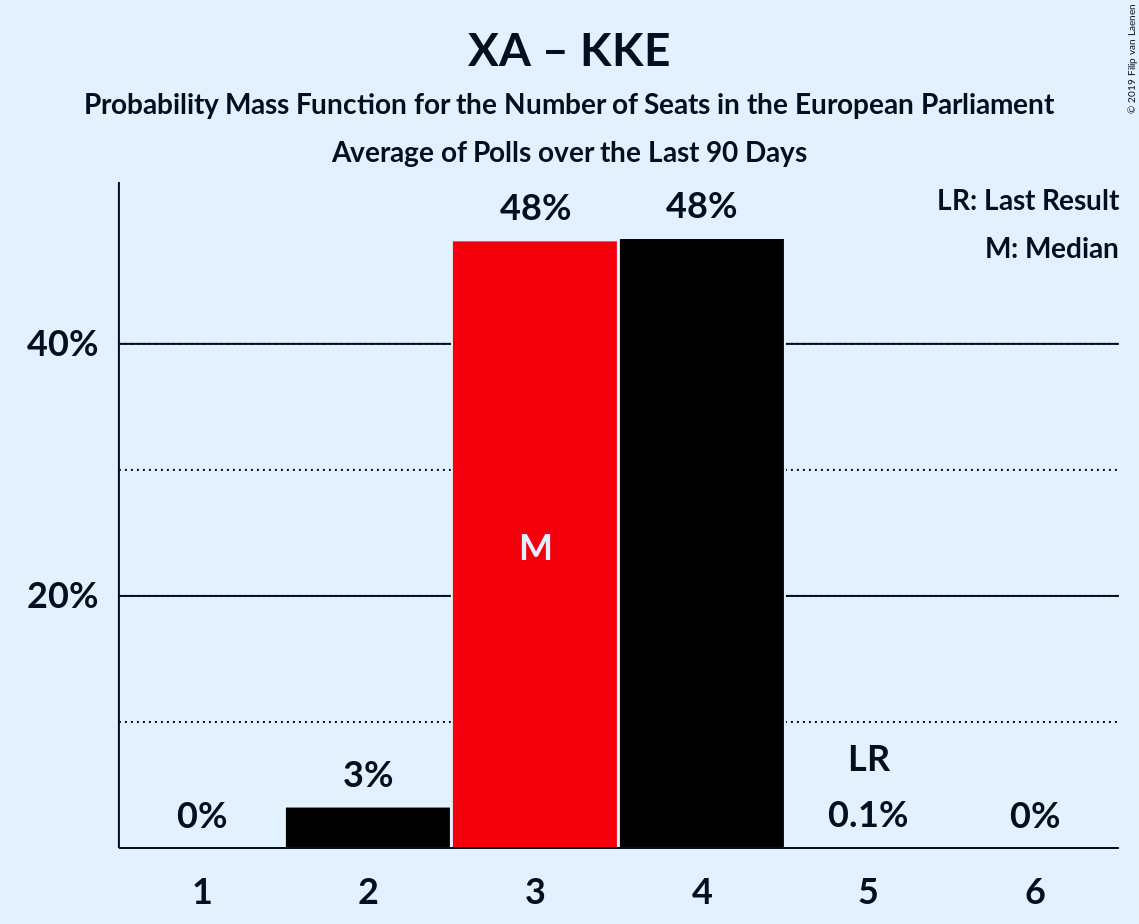 XA – KKE
Probability Mass Function for the Number of Seats in the European Parliament
Average of Polls over the Last 90 Days
© 2019 Filip van Laenen
LR: Last Result
M: Median
48%
48%
40%
M
20%
LR
3%
0%
0.1%
0%
1 2 3 4 5 6